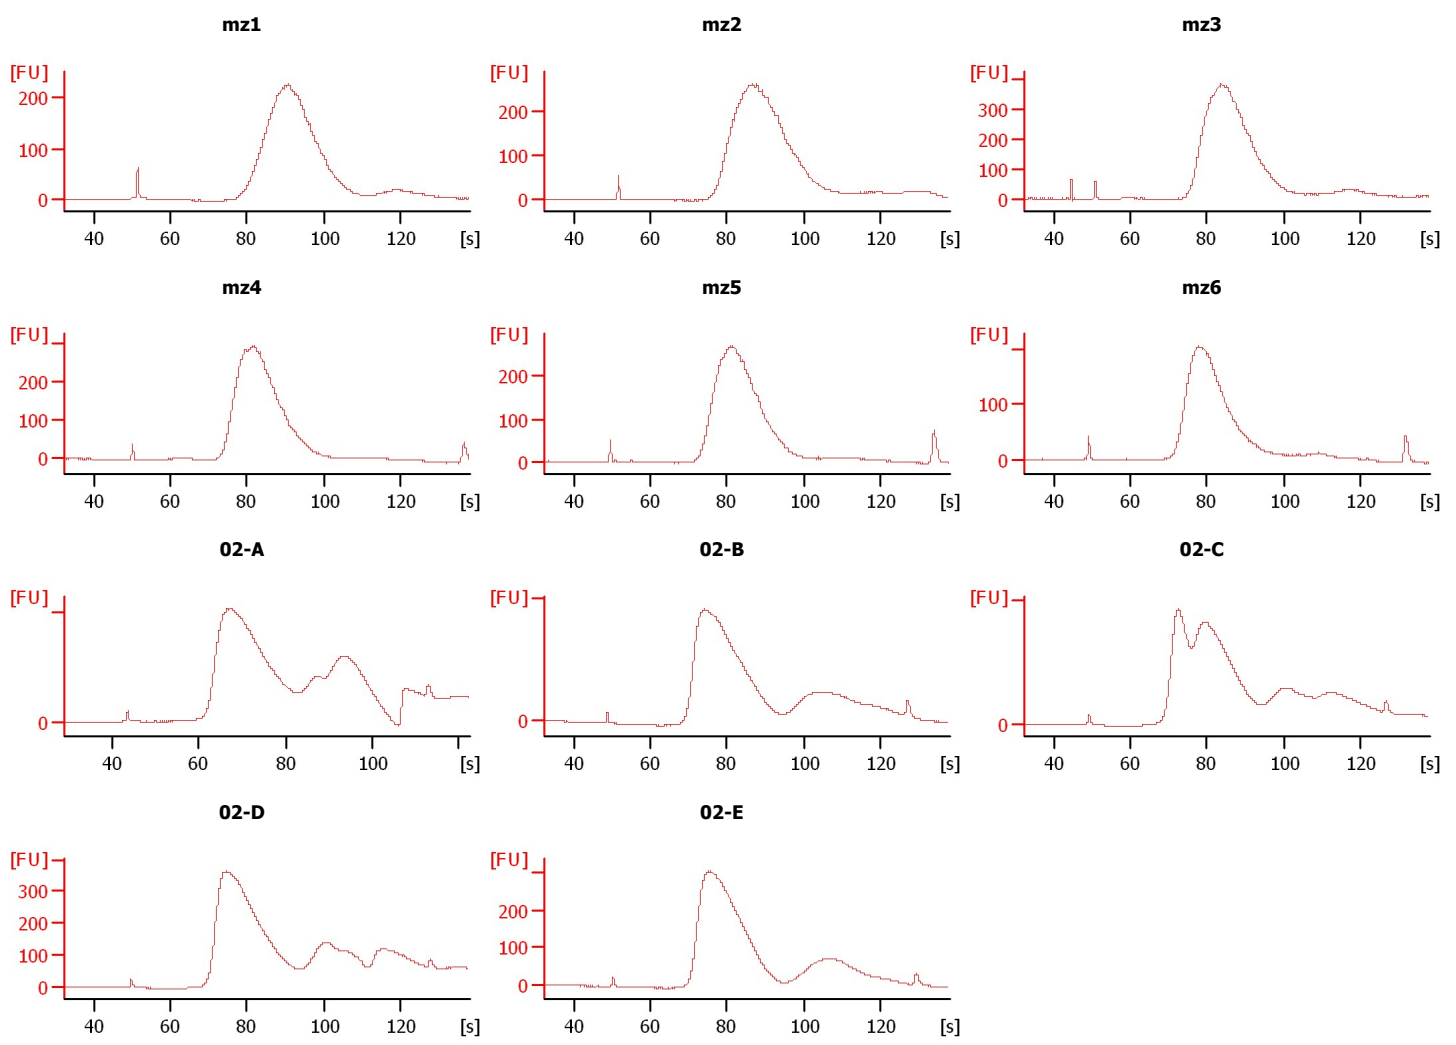 mz1 mz2 mz3
[FU] [FU] [FU]
200 200 300
200
100 100 100
0 0 0
40 60 80 100 120 [s] 40 60 80 100 120 [s] 40 60 80 100 120 [s]
mz4 mz5 mz6
[FU] [FU] [FU]
200 200
100 100 100
0 0 0
40 60 80 100 120 [s] 40 60 80 100 120 [s] 40 60 80 100 120 [s]
02-A 02-B 02-C
[FU] [FU] [FU]
0 0 0
40 60 80 100 [s] 40 60 80 100 120 [s] 40 60 80 100 120 [s]
02-D 02-E
[FU] [FU]
300
200 200
100 100
0 0
40 60 80 100 120 [s] 40 60 80 100 120 [s]